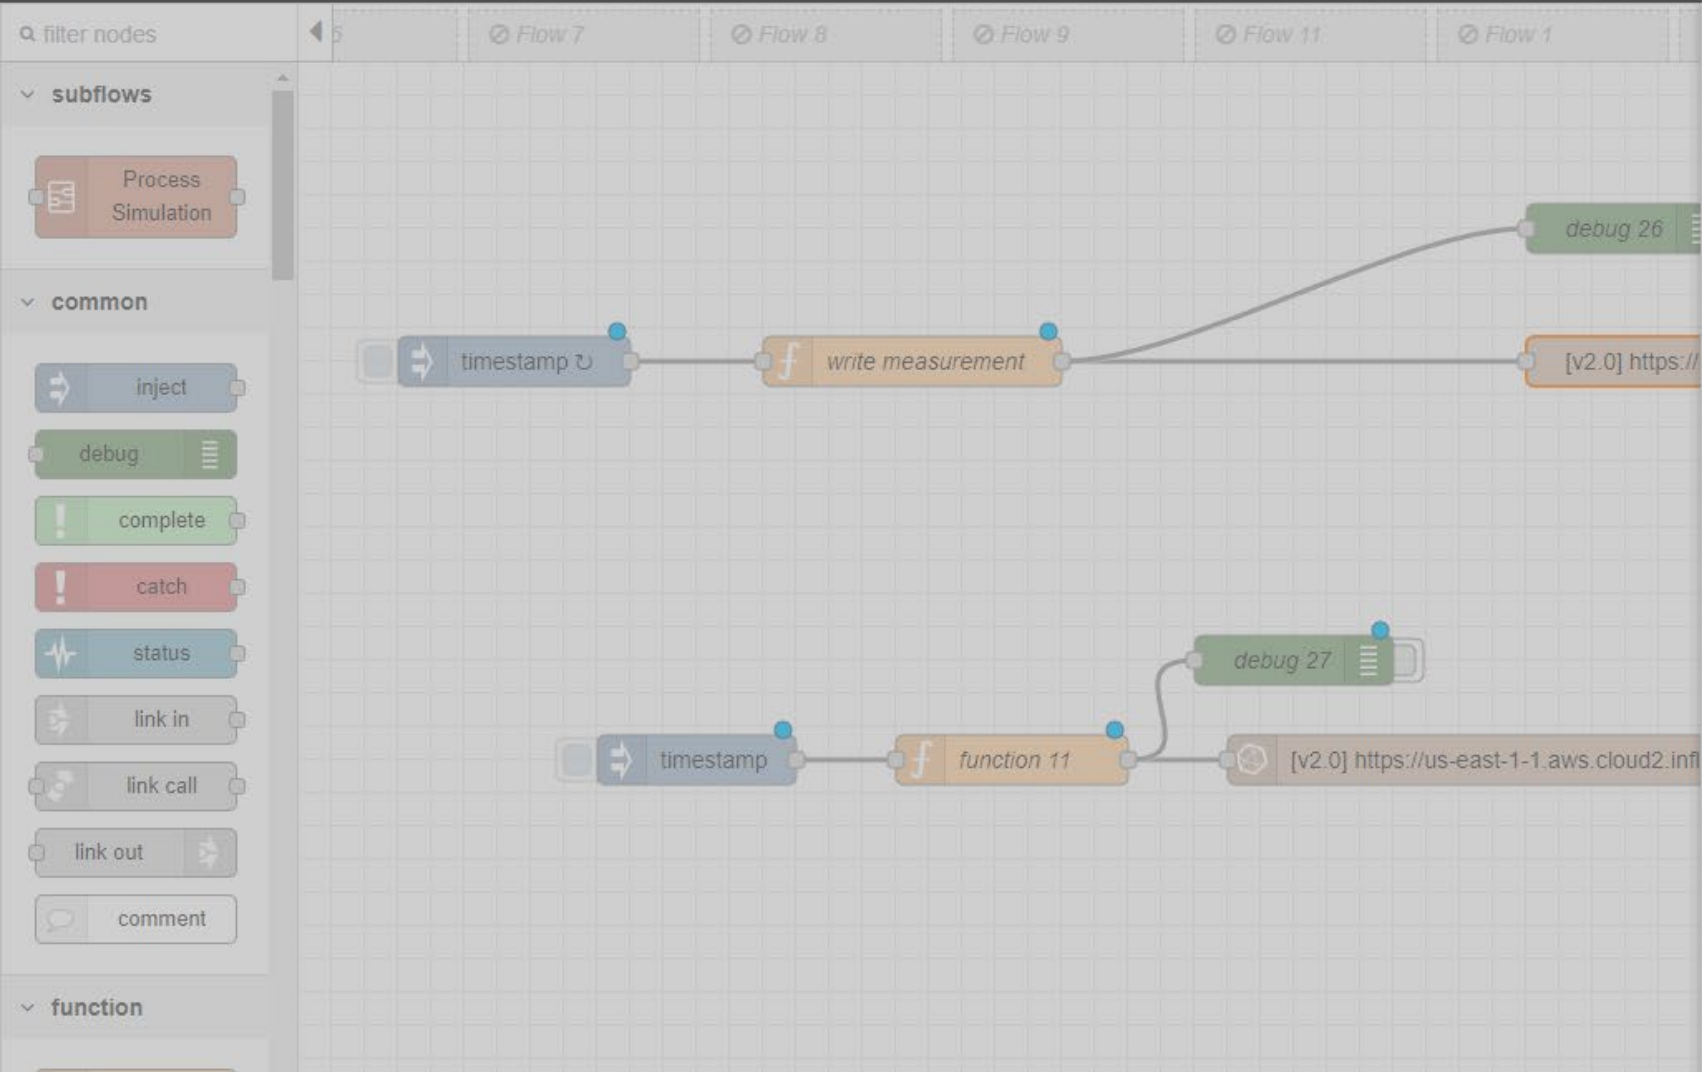 filter nodes
6
Flow 7
Flow 8
Flow 9
Flow 11
Flow 1
subflows
Process
Simulation
common
inject
debug
complete
catch
status
link in
link call
link out
comment
function
debug 26
timestamp ↻
write measurement
[v2.0] https://
debug 27
timestamp
function 11
[v2.0] https://us-east-1-1.aws.cloud2.infl